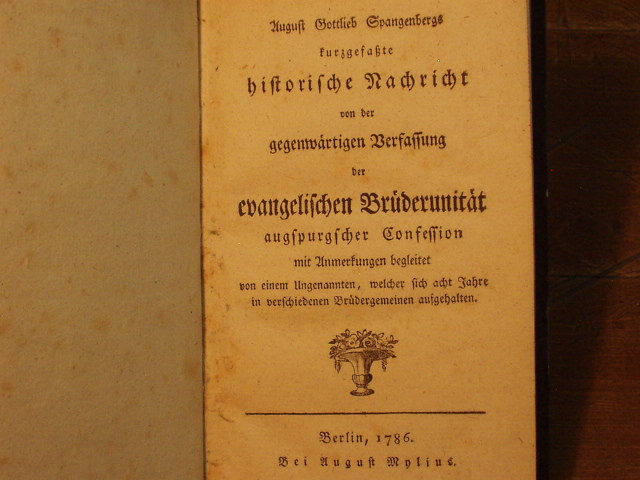 August Gottlieb Spangenbergs
kurzgefaßte
historische Nachricht
von der
gegenwärtigen Verfassung
der
evangelischen Brüderunität
augspurgscher Confession
mit Anmerkungen begleitet
von einem Ungenannten, welcher sich acht Jahre
in verschiedenen Brüdergemeinen aufgehalten.
Berlin, 1786.
Bei August Mylius.